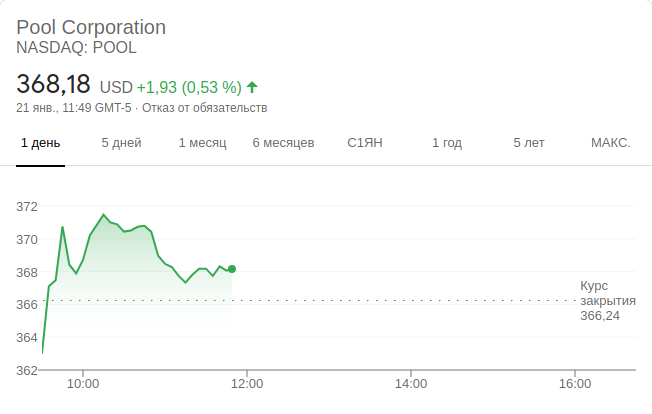 Pool Corporation
NASDAQ: POOL
368,18 USD +1,93 (0,53 %)
21 янв., 11:49 GMT-5 · Отказ от обязательств
1 день 5 дней 1 месяц 6 месяцев С1ЯН 1 год 5 лет МАКС.
372
370
368
366
364
362
Курс
закрытия
366,24
10:00 12:00 14:00 16:00